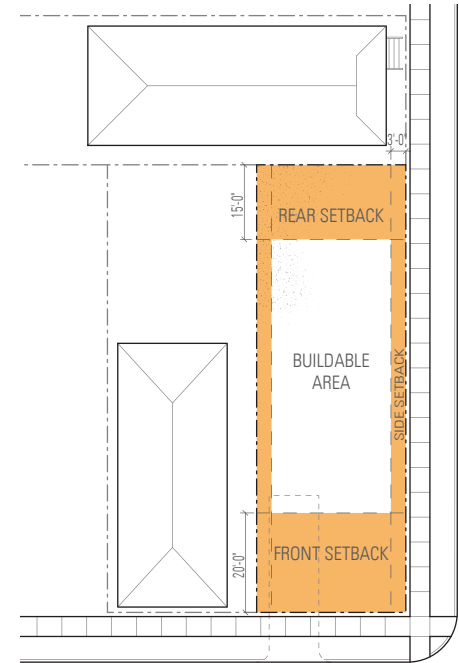 3'-0"
15'-0"
REAR SETBACK
BUILDABLE
AREA
SIDE SETBACK
20'-0"
FRONT SETBACK